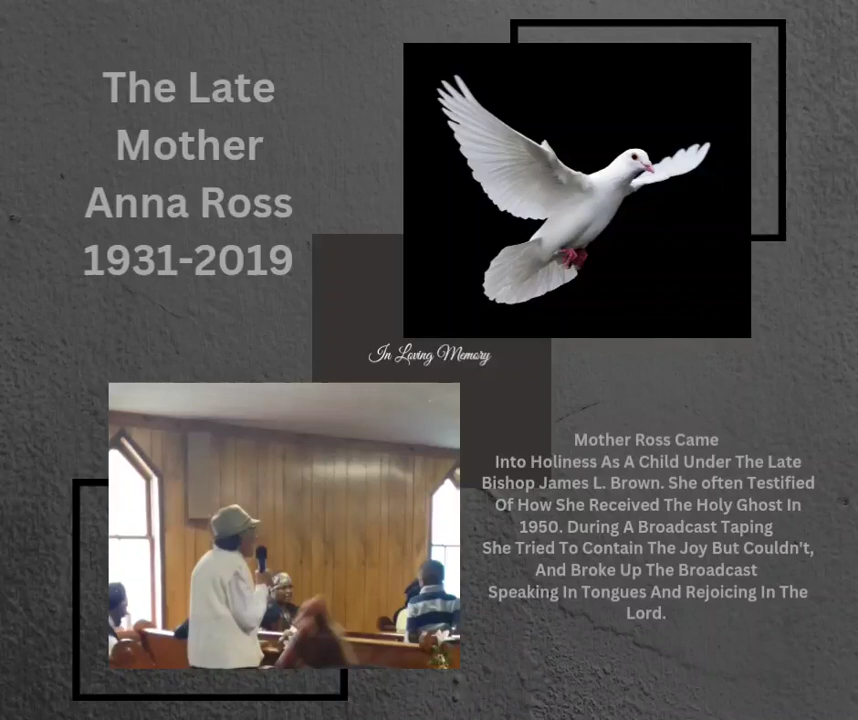 The Late
Mother
Anna Ross
1931-2019
In Loving Memory
Mother Ross Came
Into Holiness As A Child Under The Late
Bishop James L. Brown. She often Testified
Of How She Received The Holy Ghost In
1950. During A Broadcast Taping
She Tried To Contain The Joy But Couldn't,
And Broke Up The Broadcast
Speaking In Tongues And Rejoicing In The
Lord.